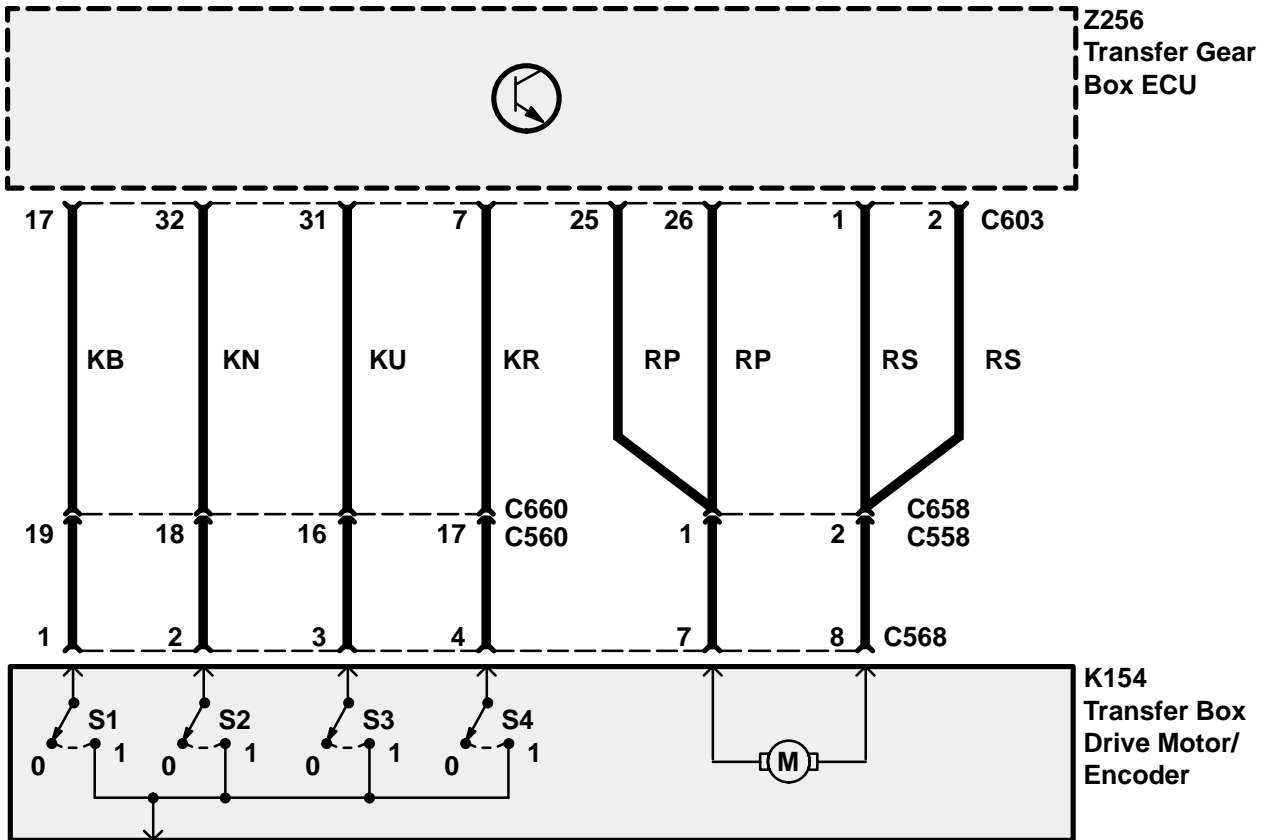 Z256
Transfer Gear
Box ECU
17 32 31 7 25 26 1 2 C603
KB KN KU KR RP RP RS RS
C660 C658
19 18 16 17 C560 1 2 C558
1 2 3 4 7 8 C568
K154
Transfer Box
Drive Motor/
Encoder
S1 S2 S3 S4
0 1 0 1 0 1 0 1 M